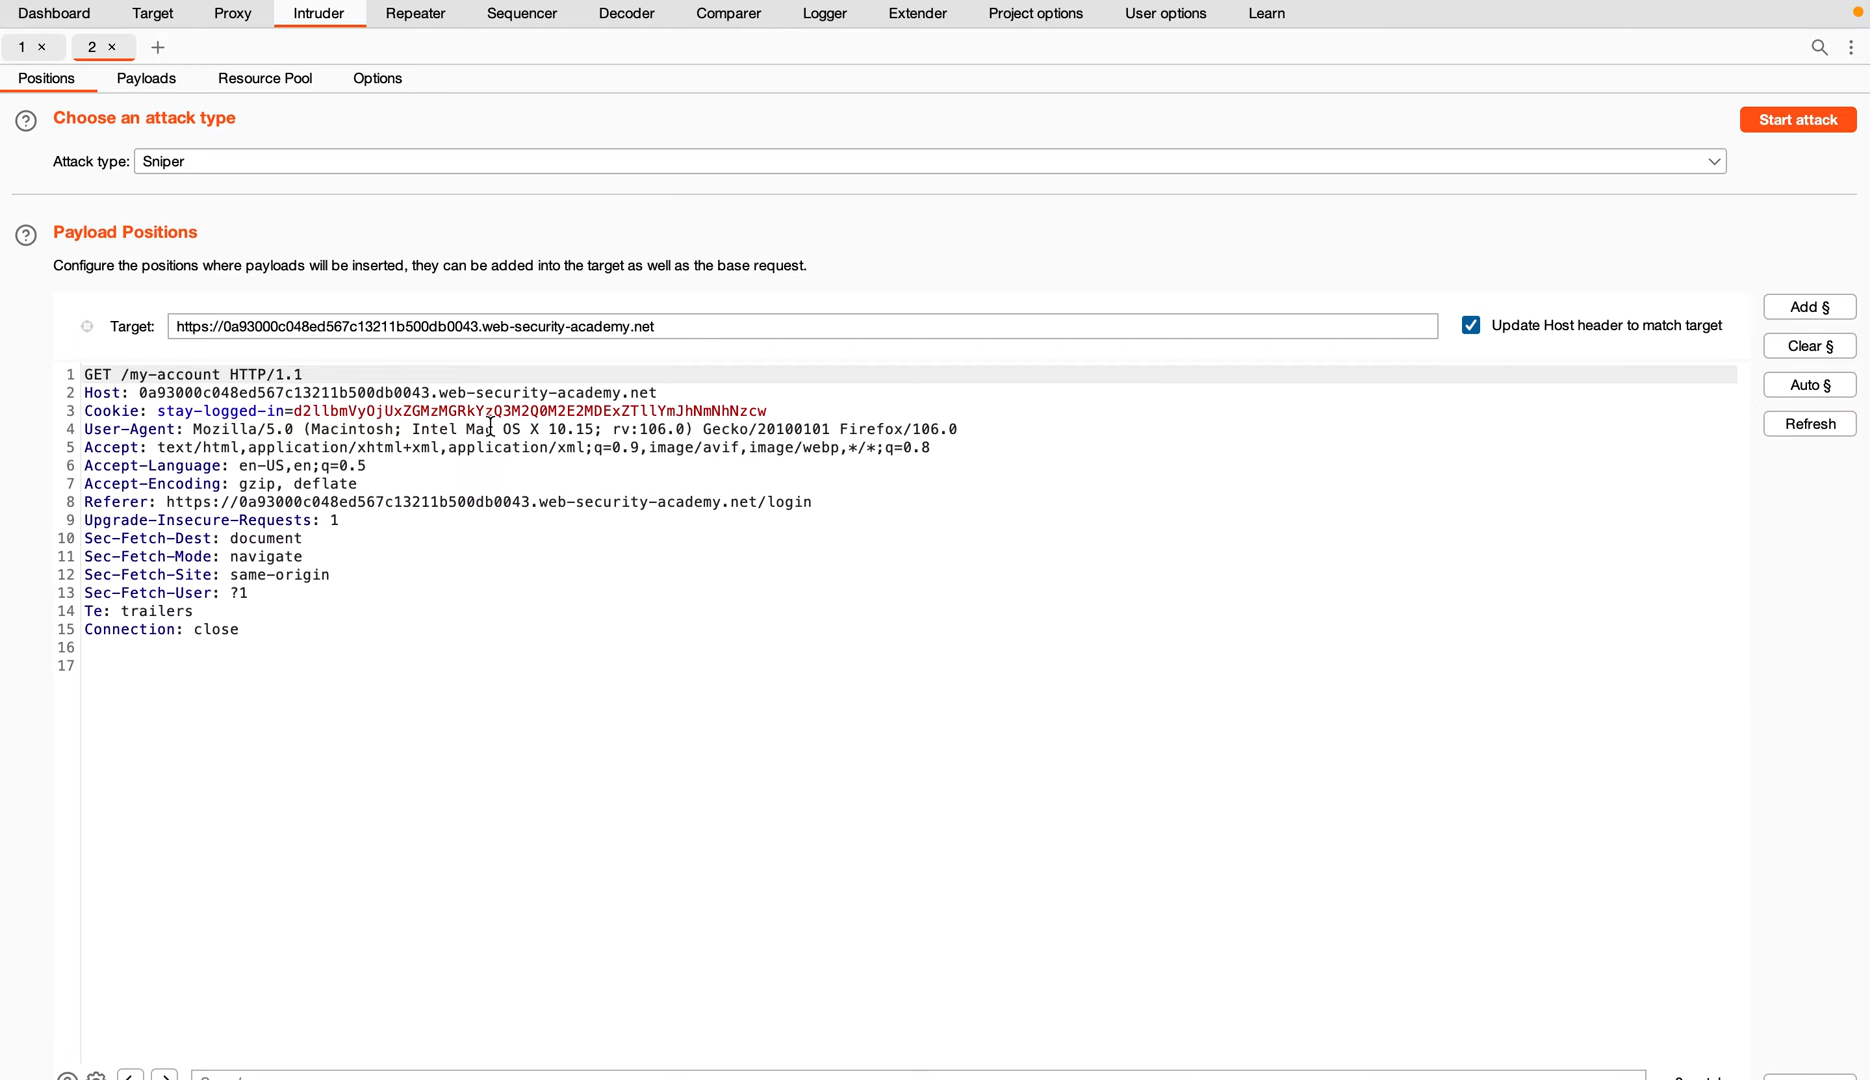 Dashboard Target Proxy Intruder Repeater Sequencer Decoder Comparer Logger Extender Project options User options Learn
1 × 2 × +
Positions Payloads Resource Pool Options
? Choose an attack type Start attack
Attack type: Sniper
? Payload Positions
Configure the positions where payloads will be inserted, they can be added into the target as well as the base request.
Target: https://0a93000c048ed567c13211b500db0043.web-security-academy.net Update Host header to match target
Add §
Clear §
Auto §
Refresh
1 GET /my-account HTTP/1.1
2 Host: 0a93000c048ed567c13211b500db0043.web-security-academy.net
3 Cookie: stay-logged-in=d2llbmVyOjUxZGMzMGRkYzQ3M2Q0M2E2MDExZTllYmJhNmNhNzcw
4 User-Agent: Mozilla/5.0 (Macintosh; Intel Mac OS X 10.15; rv:106.0) Gecko/20100101 Firefox/106.0
5 Accept: text/html,application/xhtml+xml,application/xml;q=0.9,image/avif,image/webp,*/*;q=0.8
6 Accept-Language: en-US,en;q=0.5
7 Accept-Encoding: gzip, deflate
8 Referer: https://0a93000c048ed567c13211b500db0043.web-security-academy.net/login
9 Upgrade-Insecure-Requests: 1
10 Sec-Fetch-Dest: document
11 Sec-Fetch-Mode: navigate
12 Sec-Fetch-Site: same-origin
13 Sec-Fetch-User: ?1
14 Te: trailers
15 Connection: close
16
17